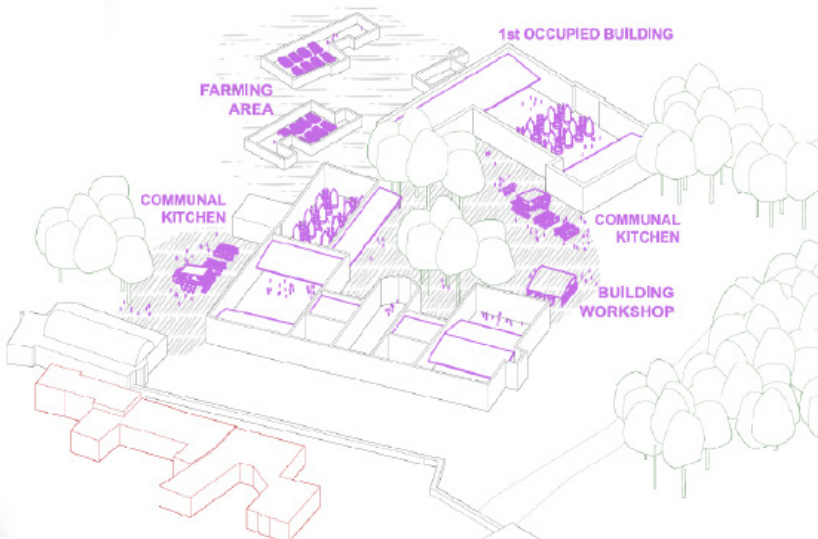 1st OCCUPIED BUILDING
FARMING
AREA
COMMUNAL
KITCHEN
COMMUNAL
KITCHEN
BUILDING
WORKSHOP